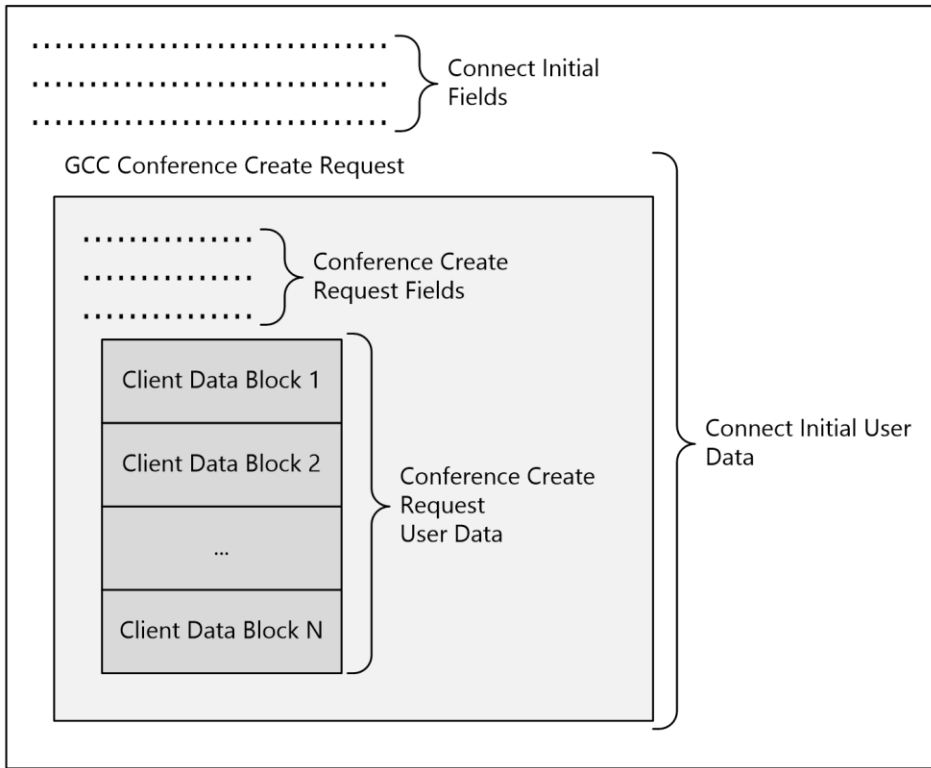 Connect Initial
Fields
GCC Conference Create Request
Conference Create
Request Fields
Client Data Block 1
Client Data Block 2
...
Client Data Block N
Conference Create
Request
User Data
Connect Initial User
Data